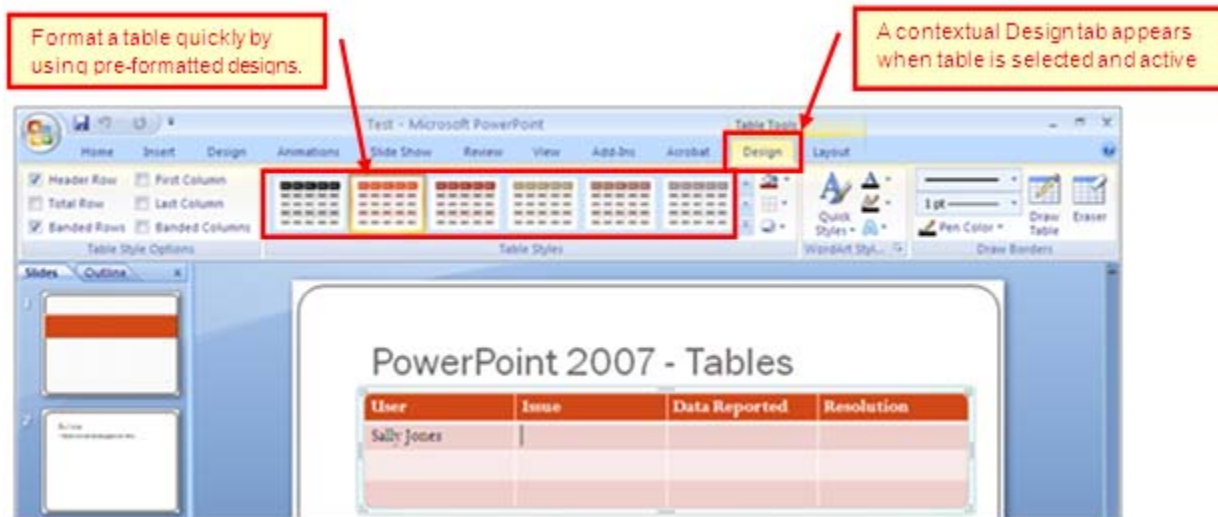 Format a table quickly by
using pre-formatted designs.
A contextual Design tab appears
when table is selected and active
Test - Microsoft PowerPoint
Table Tools
Home Insert Design Animations Slide Show Review View Add-Ins Acrobat Design Layout
Header Row First Column
Total Row Last Column
Banded Rows Banded Columns
Table Style Options
Table Styles
Quick
Styles
WordArt Styl...
1 pt
Pen Color
Draw
Table
Eraser
Draw Borders
Slides Outline x
1
2
PowerPoint 2007 - Tables
User Issue Data Reported Resolution
Sally Jones